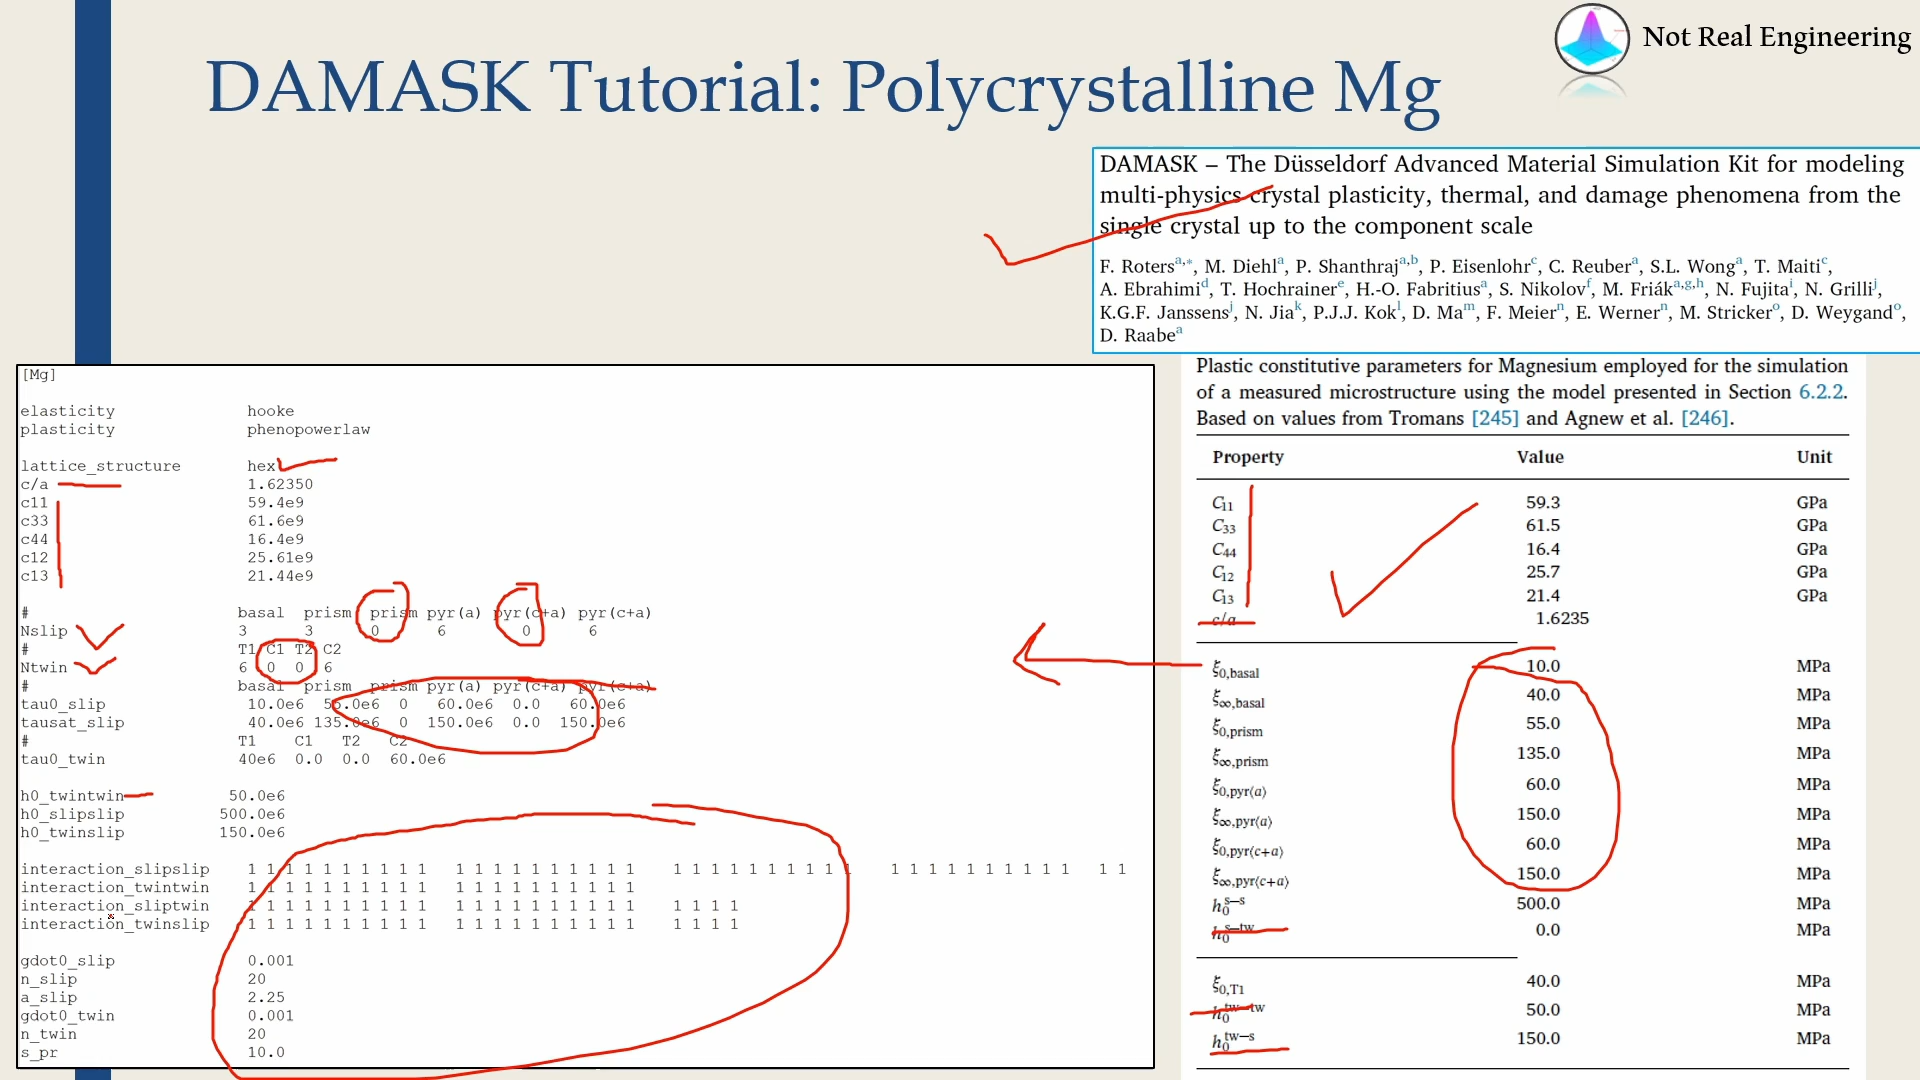 Not Real Engineering
DAMASK Tutorial: Polycrystalline Mg
DAMASK – The Düsseldorf Advanced Material Simulation Kit for modeling
multi-physics crystal plasticity, thermal, and damage phenomena from the
single crystal up to the component scale
F. Roters a,*, M. Diehl a, P. Shanthraj a,b, P. Eisenlohr c, C. Reuber a, S.L. Wong a, T. Maiti c,
A. Ebrahimi d, T. Hochrainer e, H.-O. Fabritius a, S. Nikolov f, M. Friák a,g,h, N. Fujita i, N. Grilli j,
K.G.F. Janssens j, N. Jia k, P.J.J. Kok l, D. Ma m, F. Meier n, E. Werner n, M. Stricker o, D. Weygand o,
D. Raabe a
[Mg]
elasticity hooke
plasticity phenopowerlaw
lattice_structure hex
c/a 1.62350
c11 59.4e9
c33 61.6e9
c44 16.4e9
c12 25.61e9
c13 21.44e9
# basal prism prism pyr(a) pyr(c+a) pyr(c+a)
Nslip 3 3 0 6 0 6
# T1 C1 T2 C2
Ntwin 6 0 0 6
# basal prism prism pyr(a) pyr(c+a) pyr(c+a)
tau0_slip 10.0e6 55.0e6 0 60.0e6 0.0 60.0e6
tausat_slip 40.0e6 135.0e6 0 150.0e6 0.0 150.0e6
# T1 C1 T2 C2
tau0_twin 40e6 0.0 0.0 60.0e6
h0_twintwin 50.0e6
h0_slipslip 500.0e6
h0_twinslip 150.0e6
interaction_slipslip 1 1 1 1 1 1 1 1 1 1 1 1 1 1 1 1 1 1 1 1 1 1 1 1 1 1 1 1 1 1 1 1 1 1 1 1 1 1 1 1 1 1
interaction_twintwin 1 1 1 1 1 1 1 1 1 1 1 1 1 1 1 1 1 1 1 1
interaction_sliptwin 1 1 1 1 1 1 1 1 1 1 1 1 1 1 1 1 1 1 1 1 1 1 1 1
interaction_twinslip 1 1 1 1 1 1 1 1 1 1 1 1 1 1 1 1 1 1 1 1 1 1 1 1
gdot0_slip 0.001
n_slip 20
a_slip 2.25
gdot0_twin 0.001
n_twin 20
s_pr 10.0
Plastic constitutive parameters for Magnesium employed for the simulation
of a measured microstructure using the model presented in Section 6.2.2.
Based on values from Tromans [245] and Agnew et al. [246].
Property Value Unit
C11 59.3 GPa
C33 61.5 GPa
C44 16.4 GPa
C12 25.7 GPa
C13 21.4 GPa
c/a 1.6235
ξ0,basal 10.0 MPa
ξ∞,basal 40.0 MPa
ξ0,prism 55.0 MPa
ξ∞,prism 135.0 MPa
ξ0,pyr⟨a⟩ 60.0 MPa
ξ∞,pyr⟨a⟩ 150.0 MPa
ξ0,pyr⟨c+a⟩ 60.0 MPa
ξ∞,pyr⟨c+a⟩ 150.0 MPa
h0 s–s 500.0 MPa
h0 s–tw 0.0 MPa
ξ0,T1 40.0 MPa
h0 tw–tw 50.0 MPa
h0 tw–s 150.0 MPa